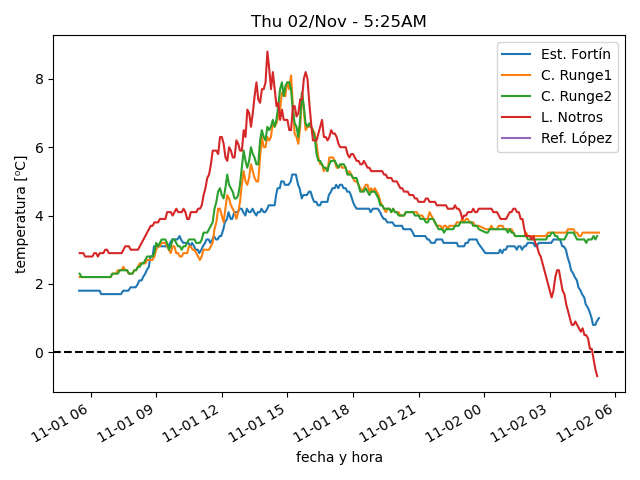 Thu 02/Nov - 5:25AM
temperatura [ºC]
8
6
4
2
0
Est. Fortín
C. Runge1
C. Runge2
L. Notros
Ref. López
11-01 06
11-01 09
11-01 12
11-01 15
11-01 18
11-01 21
11-02 00
11-02 03
11-02 06
fecha y hora